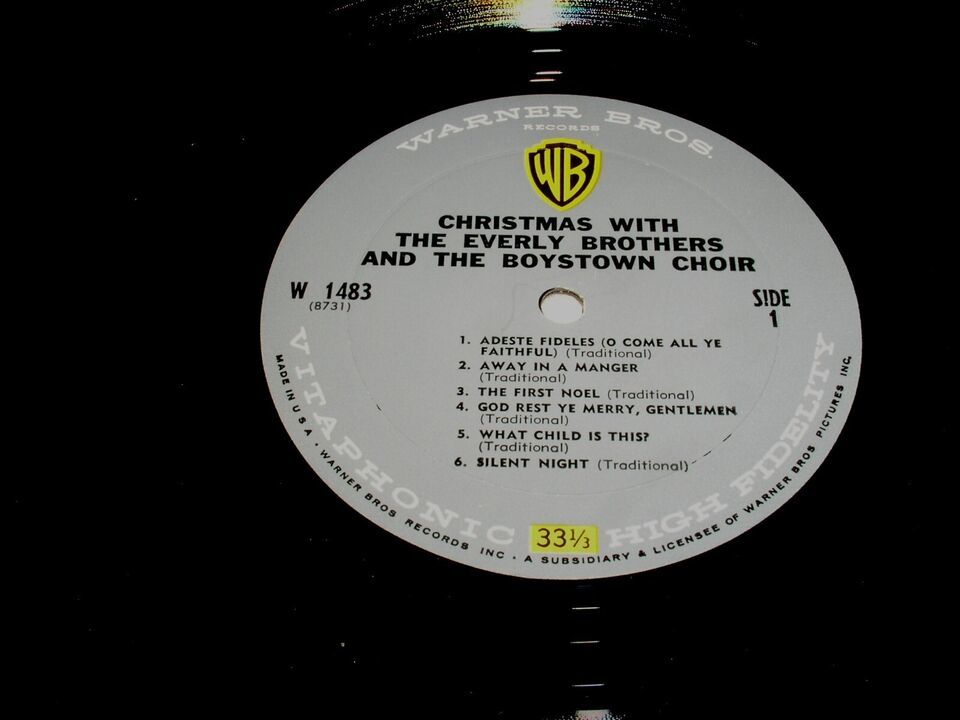 WARNER BROS.
RECORDS
WB
CHRISTMAS WITH
THE EVERLY BROTHERS
AND THE BOYSTOWN CHOIR
W 1483
(8731)
SIDE
1
1. ADESTE FIDELES (O COME ALL YE
FAITHFUL) (Traditional)
2. AWAY IN A MANGER
(Traditional)
3. THE FIRST NOEL (Traditional)
4. GOD REST YE MERRY, GENTLEMEN
(Traditional)
5. WHAT CHILD IS THIS?
(Traditional)
6. SILENT NIGHT (Traditional)
VITAPHONIC HIGH FIDELITY
33⅓
MADE IN U S A • WARNER BROS RECORDS INC • A SUBSIDIARY & LICENSEE OF WARNER BROS PICTURES INC.